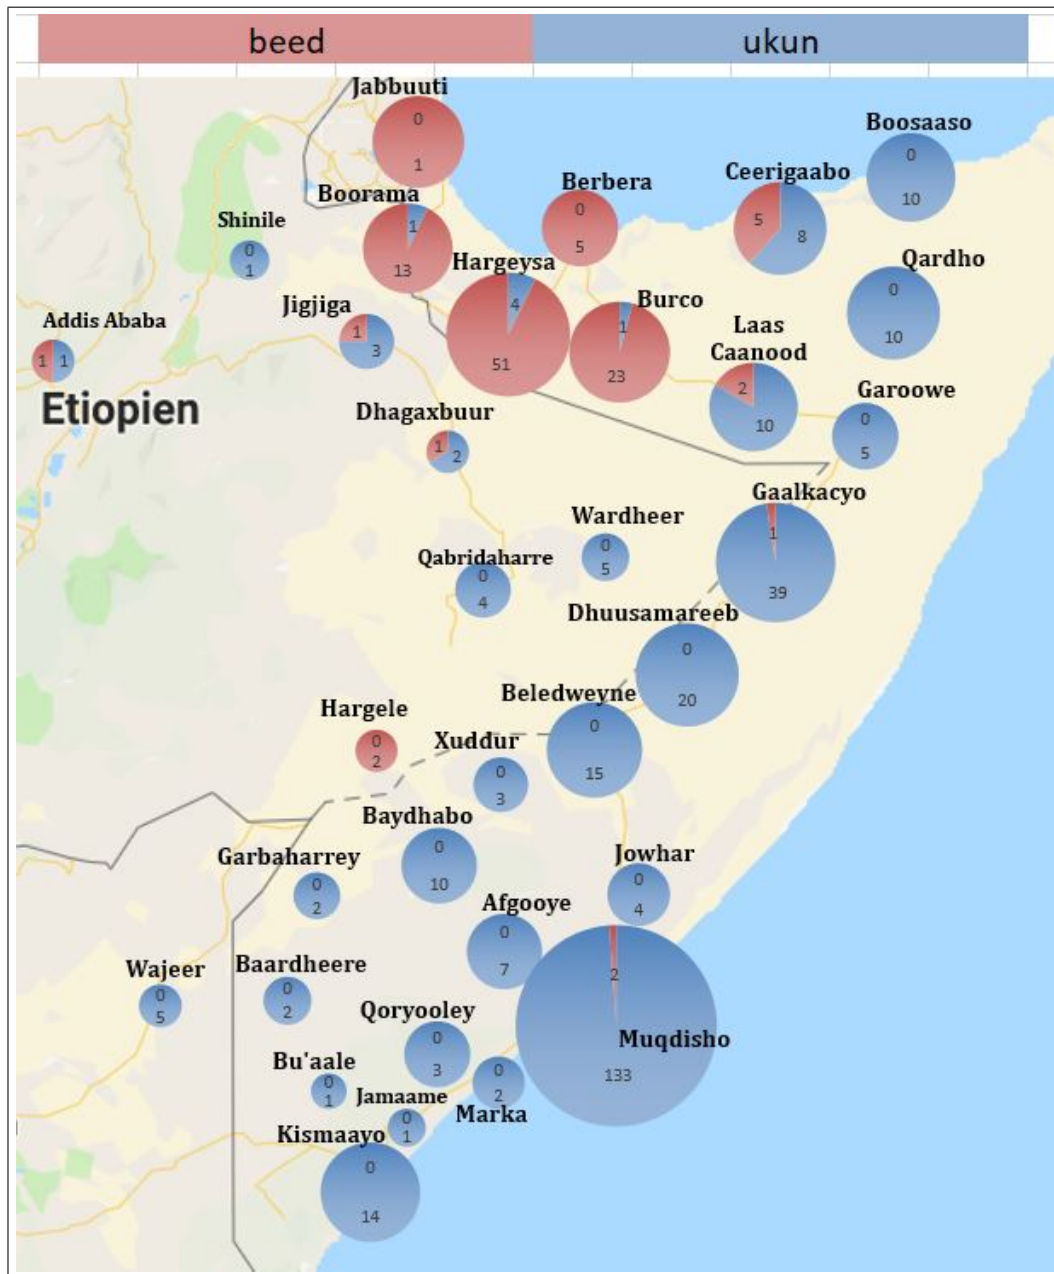 beed ukun
Jabbuuti
0
1
Boosaaso
0
10
Ceerigaabo
5 8
Berbera
0
5
Boorama
1
13
Shinile
0
1
Hargeysa
4
51
Qardho
0
10
Burco
1
23
Jigjiga
1 3
Addis Ababa
1 1
Laas
Caanood
2
10
Etiopien
Garoowe
0
5
Dhagaxbuur
1 2
Gaalkacyo
1
39
Wardheer
0
5
Qabridaharre
0
4
Dhuusamareeb
0
20
Beledweyne
0
15
Hargele
0
2
Xuddur
0
3
Baydhabo
0
10
Garbaharrey
0
2
Jowhar
0
4
Afgooye
0
7
Wajeer
0
5
Baardheere
0
2
Muqdisho
2
133
Qoryooley
0
3
Bu'aale
0
1
Marka
0
2
Jamaame
0
1
Kismaayo
0
14